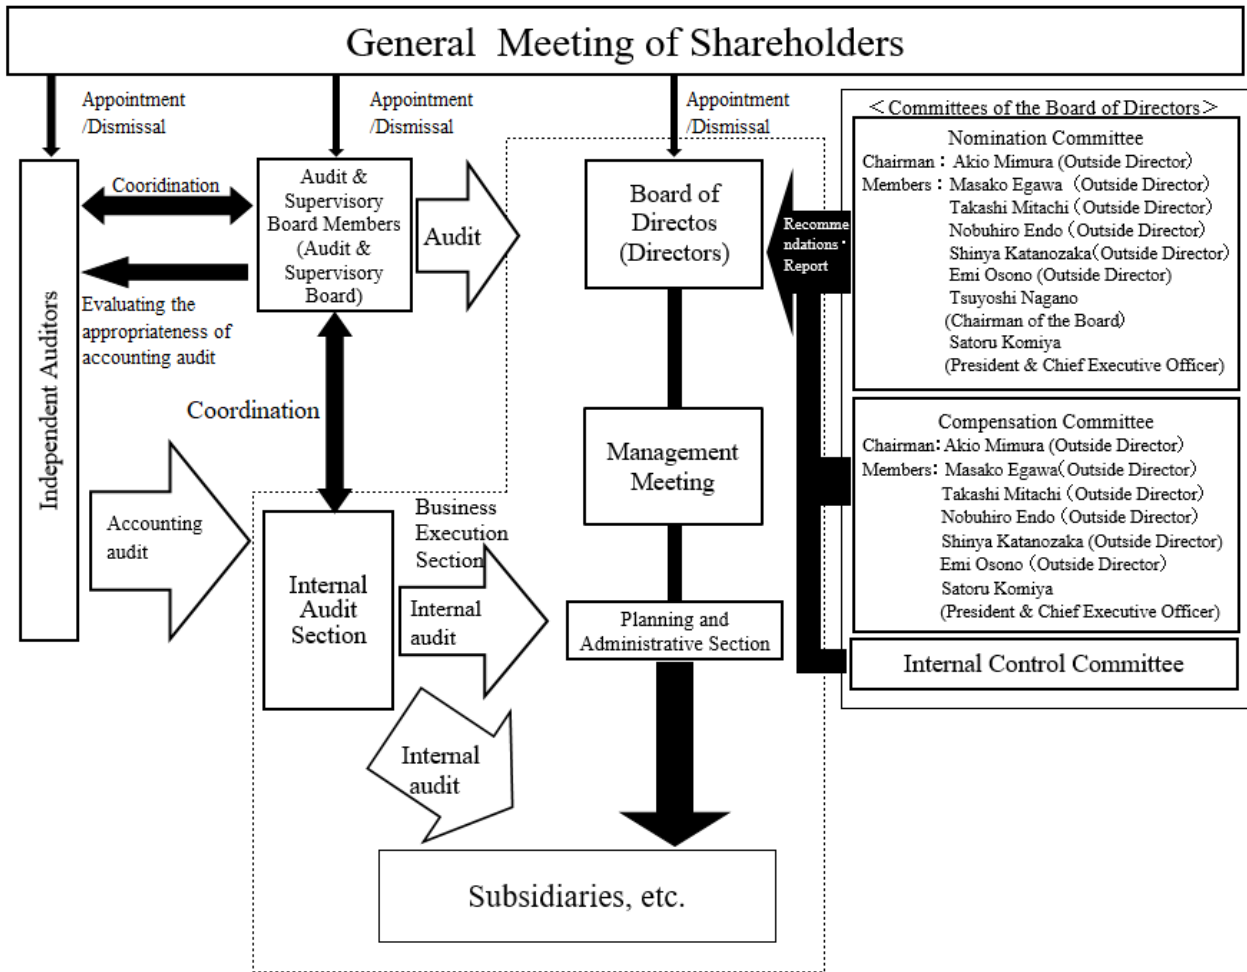 General Meeting of Shareholders
Appointment
/Dismissal
Appointment
/Dismissal
Appointment
/Dismissal
Independent Auditors
Cooridination
Evaluating the
appropriateness of
accounting audit
Audit &
Supervisory
Board Members
(Audit &
Supervisory
Board)
Audit
Board of
Directos
(Directors)
Recomme
ndations・
Report
Coordination
Accounting
audit
Business
Execution
Section
Internal
Audit
Section
Internal
audit
Internal
audit
Management
Meeting
Planning and
Administrative Section
Subsidiaries, etc.
＜Committees of the Board of Directors＞
Nomination Committee
Chairman： Akio Mimura (Outside Director)
Members： Masako Egawa (Outside Director)
Takashi Mitachi (Outside Director)
Nobuhiro Endo (Outside Director)
Shinya Katanozaka(Outside Director)
Emi Osono (Outside Director)
Tsuyoshi Nagano
(Chairman of the Board)
Satoru Komiya
(President & Chief Executive Officer)
Compensation Committee
Chairman：Akio Mimura (Outside Director)
Members： Masako Egawa(Outside Director)
Takashi Mitachi (Outside Director)
Nobuhiro Endo (Outside Director)
Shinya Katanozaka (Outside Director)
Emi Osono (Outside Director)
Satoru Komiya
(President & Chief Executive Officer)
Internal Control Committee